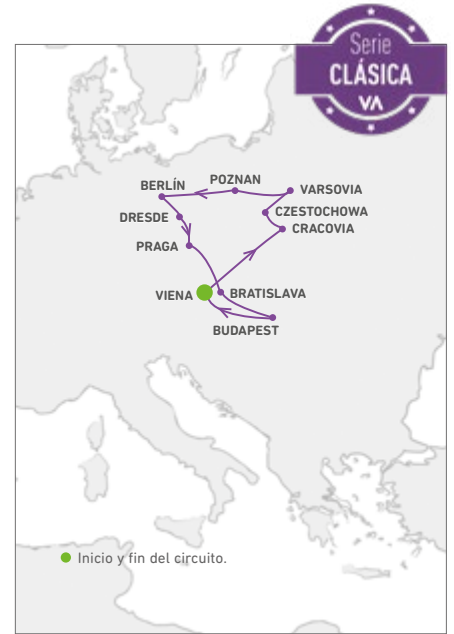 Serie
CLÁSICA
VA
BERLÍN
POZNAN
VARSOVIA
DRESDE
CZESTOCHOWA
CRACOVIA
PRAGA
VIENA
BRATISLAVA
BUDAPEST
Inicio y fin del circuito.